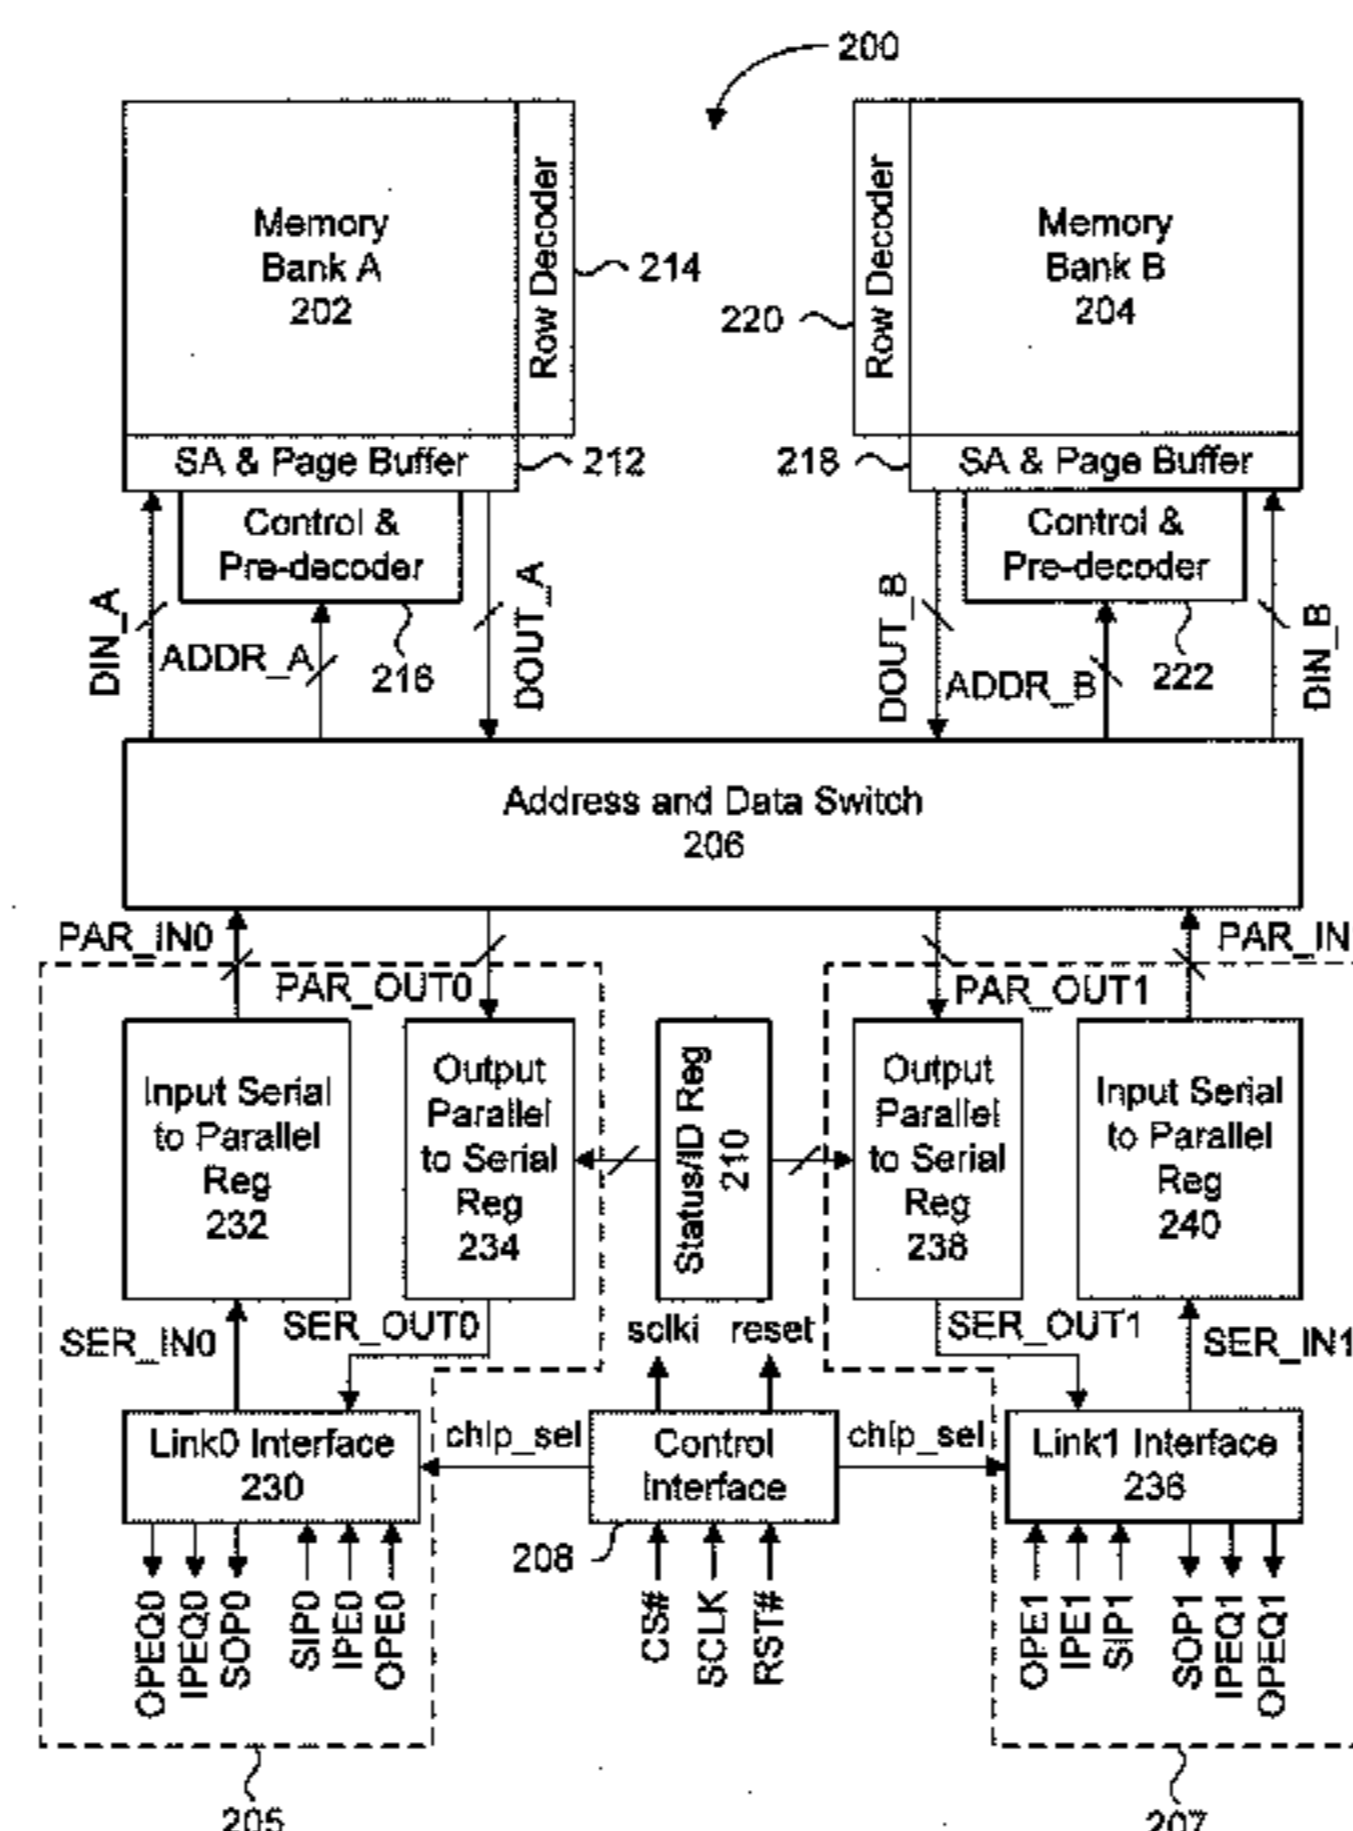 200
Memory
Bank A
202
Row Decoder
214
Memory
Bank B
204
Row Decoder
220
SA & Page Buffer
212
218
SA & Page Buffer
Control &
Pre-decoder
216
Control &
Pre-decoder
222
DIN_A
ADDR_A
DOUT_A
DOUT_B
ADDR_B
DIN_B
Address and Data Switch
206
PAR_IN0
PAR_OUT0
PAR_OUT1
PAR_IN
Input Serial
to Parallel
Reg
232
Output
Parallel
to Serial
Reg
234
Status/ID Reg
210
Output
Parallel
to Serial
Reg
238
Input Serial
to Parallel
Reg
240
SER_IN0
SER_OUT0
sclki
reset
SER_OUT1
SER_IN1
Link0 Interface
230
chip_sel
Control
Interface
208
chip_sel
Link1 Interface
236
OPEQ0
IPEQ0
SOP0
SIP0
IPE0
OPE0
CS#
SCLK
RST#
OPE1
IPE1
SIP1
SOP1
IPEQ1
OPEQ1
205
207